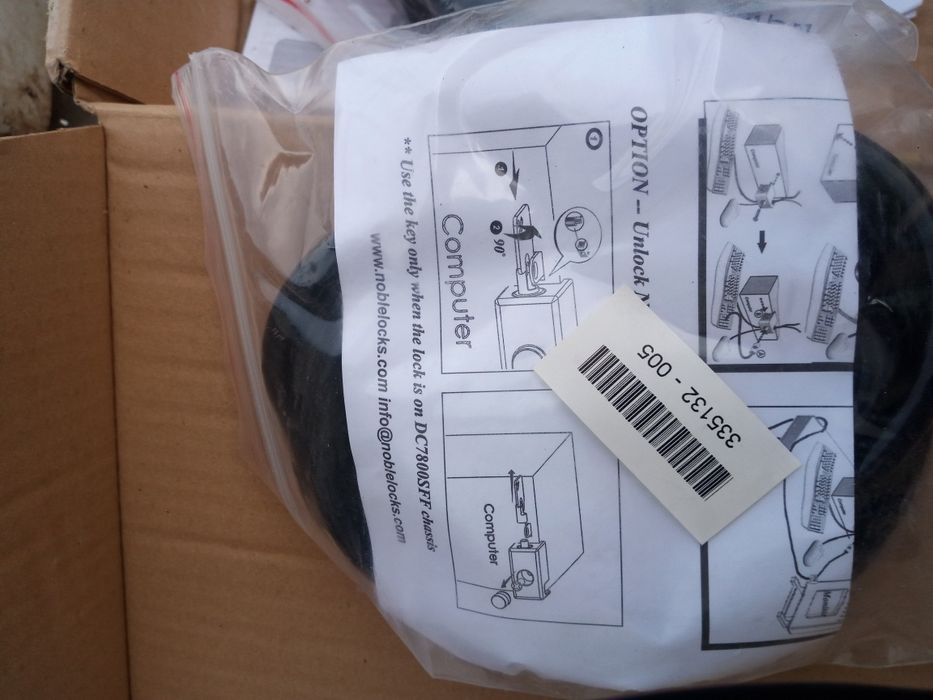 OPTION -- Unlock
1
1
2 90°
Computer
Computer
** Use the key only when the lock is on DC7800SFF chassis
www.noblelocks.com info@noblelocks.com
335132 - 005